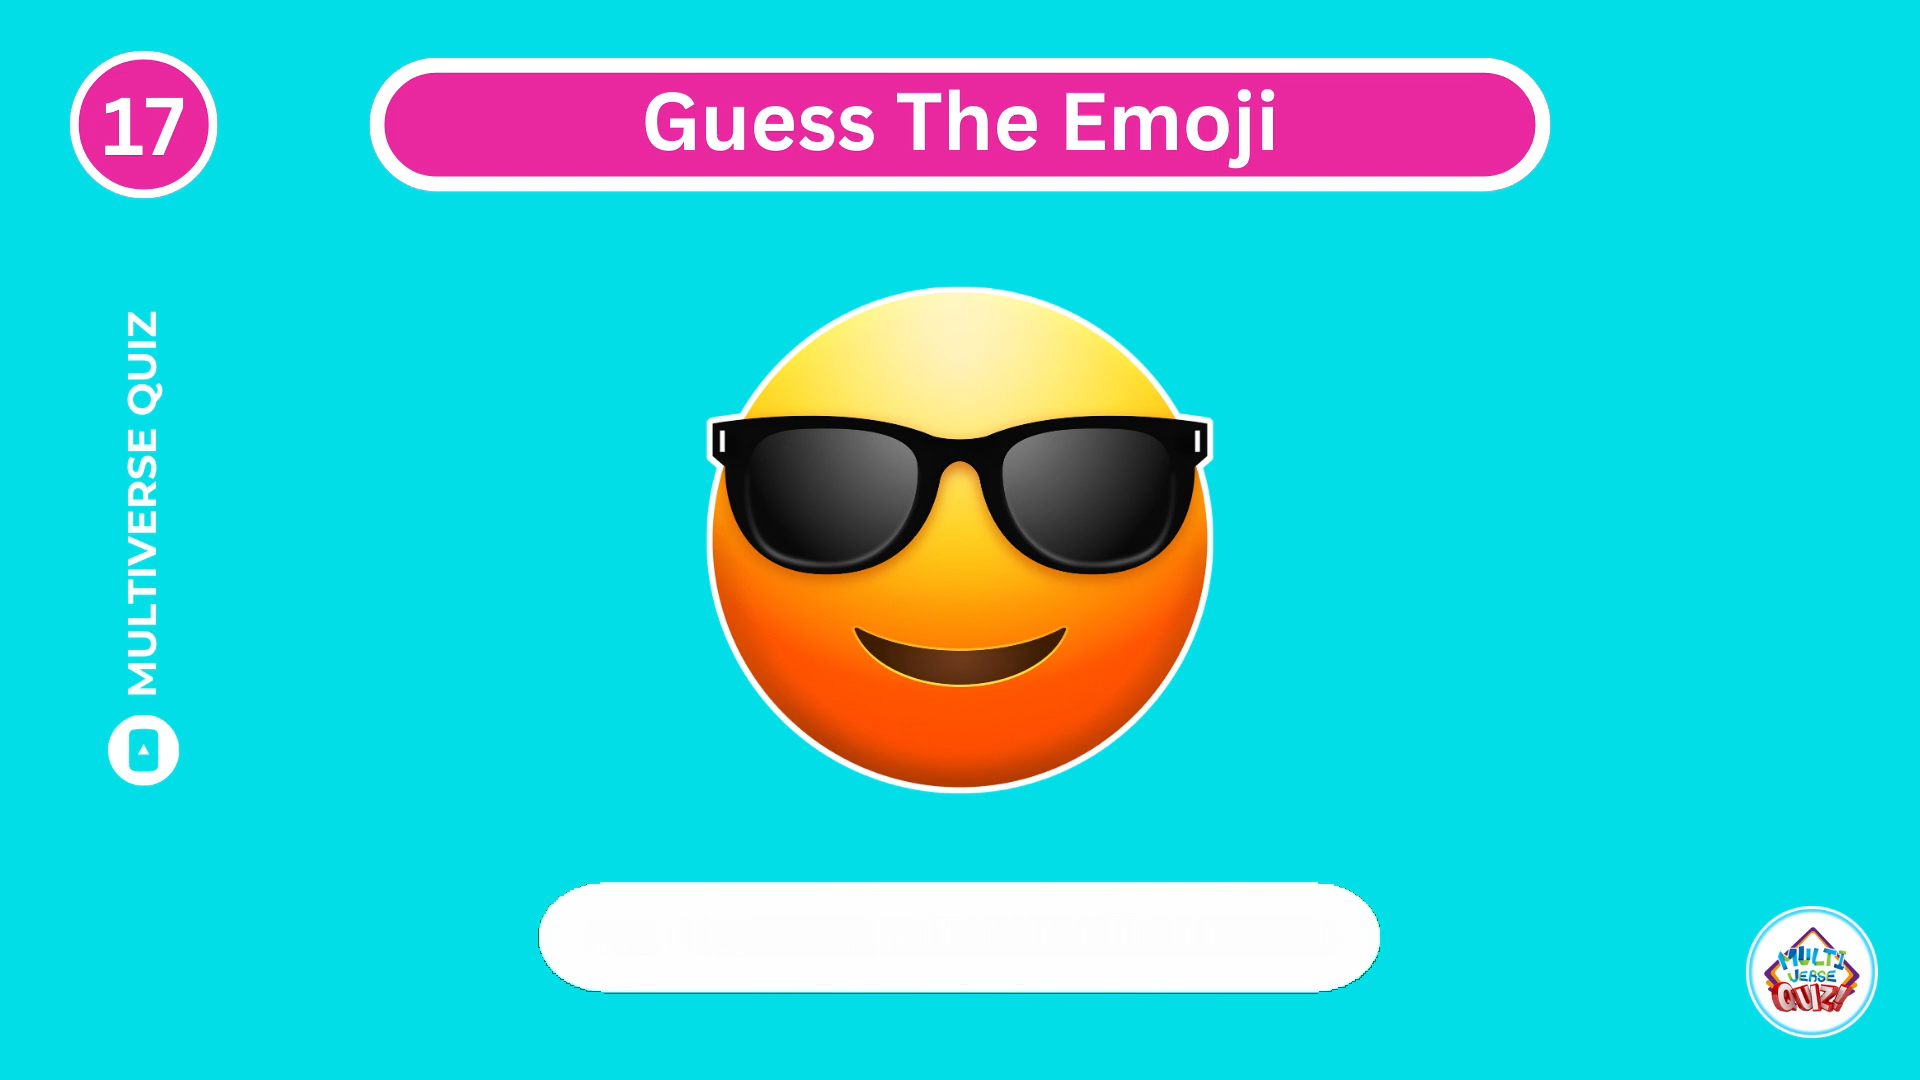 17
Guess The Emoji
MULTIVERSE QUIZ
MULTI
VERSE
QUIZ!